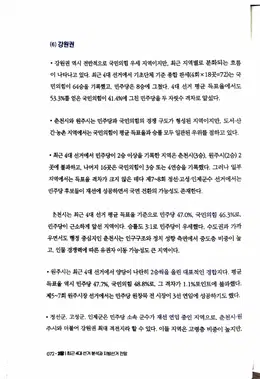 (6) 강원권
• 강원권 역시 전반적으로 국민의힘 우세 지역이지만, 최근 지역별로 분화되는 흐름
이 나타나고 있다. 최근 4대 선거에서 기초단체 기준 종합 판세(4회×18곳=72)는 국
민의힘이 64승을 기록했고, 민주당은 8승에 그쳤다. 4대 선거 평균 득표율에서도
53.3%를 얻은 국민의힘이 41.4%에 그친 민주당을 두 자릿수 격차로 앞섰다.
• 춘천시와 원주시는 민주당과 국민의힘의 경쟁 구도가 형성된 지역이지만, 도서·산
간 농촌 지역에서는 국민의힘이 평균 득표율과 승률 모두 일관된 우위를 점하고 있다.
• 최근 4대 선거에서 민주당이 2승 이상을 기록한 지역은 춘천시(3승), 원주시(2승) 2
곳에 불과하고, 나머지 16곳은 국민의힘이 3승 또는 4연승을 기록했다. 그러나 일부
지역에서는 득표율 격차가 크지 않은 데다 제7~8회 정선·고성·인제군수 선거에서는
민주당 후보들이 재선에 성공하면서 국면 전환의 가능성도 존재한다.
춘천시는 최근 4대 평균 득표율 기준으로 민주당 47.0%, 국민의힘 46.3%로,
민주당이 근소하게 앞선 지역이다. 승률도 3:1로 민주당이 우세했다. 수도권과 가까
우면서도 행정 중심지인 춘천시는 인구구조와 정치 성향 측면에서 중도층 비중이 높
고, 인물 경쟁력에 따른 유권자 이동 가능성도 큰 지역이다.
• 원주시는 최근 4대 선거에서 양당이 나란히 2승씩을 올린 대표적인 경합지다. 평균
득표율 역시 민주당 47.7%, 국민의힘 48.8%로, 그 격차가 1.1%포인트에 불과했다.
제5~7회 원주시장 선거에서는 민주당 원창묵 전 시장이 3선 연임에 성공하기도 했다.
• 정선군, 고성군, 인제군은 민주당 소속 군수가 재선 연임 중인 지역으로, 춘천시·원
주시와 더불어 강원권 최대 격전지라 할 수 있다. 이들 지역은 고령층 비중이 높지만,